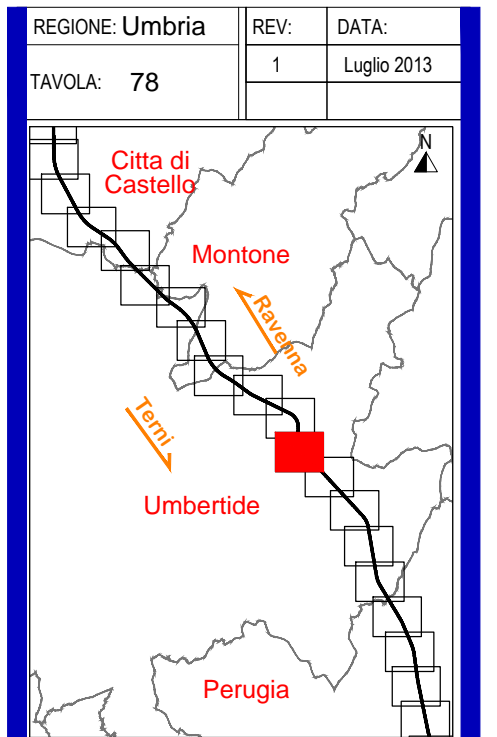 REGIONE: Umbria
REV:
DATA:
TAVOLA: 78
1
Luglio 2013
N
Citta di
Castello
Montone
Ravenna
Terni
Umbertide
Perugia